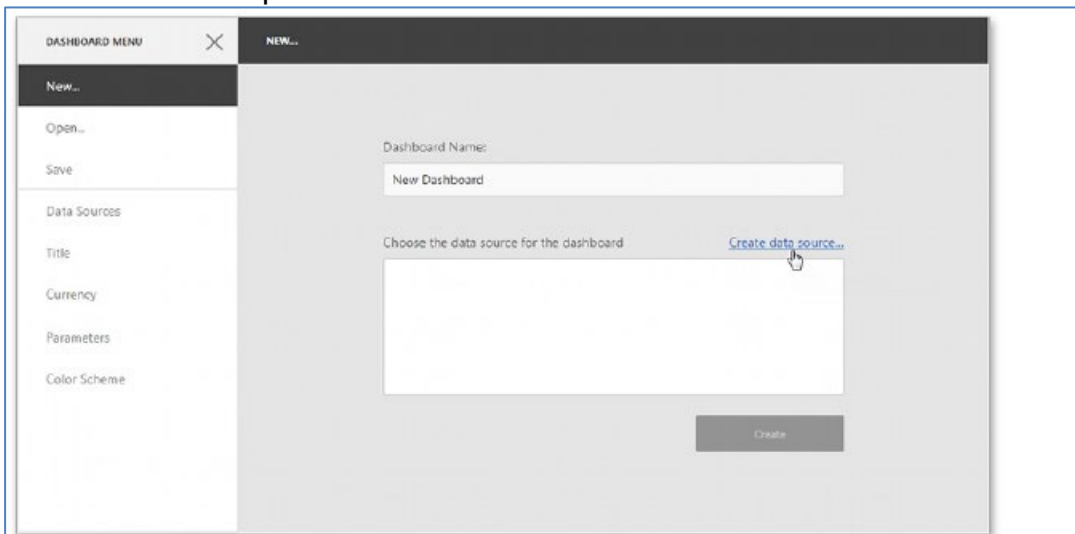 DASHBOARD MENU
NEW...
New...
Open...
Save
Data Sources
Title
Currency
Parameters
Color Scheme
Dashboard Name:
New Dashboard
Choose the data source for the dashboard
Create data source...
Create